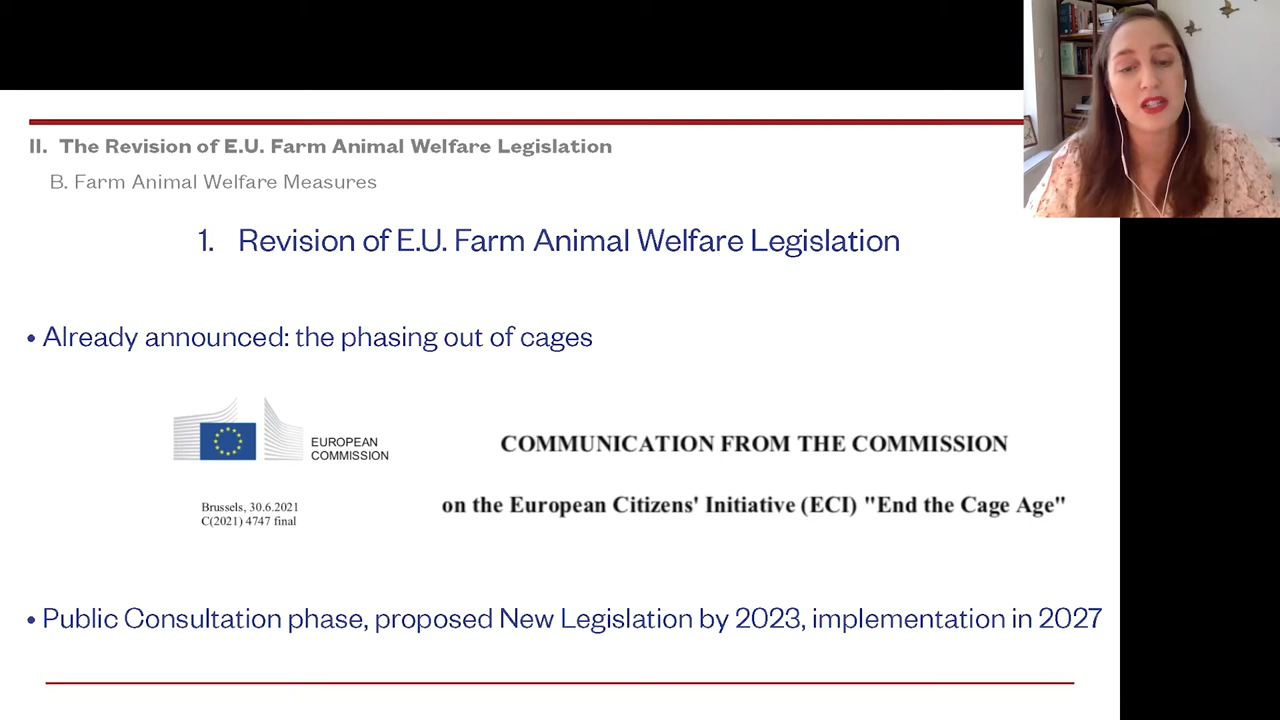 II. The Revision of E.U. Farm Animal Welfare Legislation
B. Farm Animal Welfare Measures
1. Revision of E.U. Farm Animal Welfare Legislation
• Already announced: the phasing out of cages
EUROPEAN
COMMISSION
Brussels, 30.6.2021
C(2021) 4747 final
COMMUNICATION FROM THE COMMISSION
on the European Citizens' Initiative (ECI) "End the Cage Age"
• Public Consultation phase, proposed New Legislation by 2023, implementation in 2027